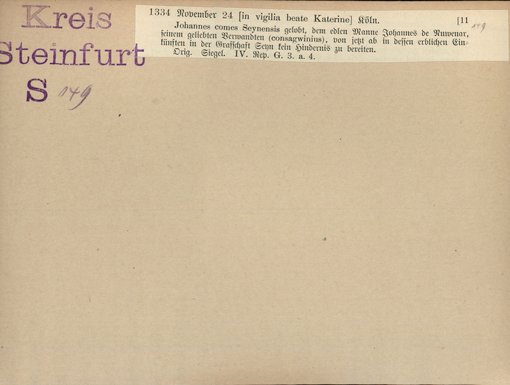 Kreis
Steinfurt
S 149
1334 November 24 [in vigilia beate Katerine] Köln. [11
149
Johannes comes Seynensis gelobt, dem edlen Manne Johannes de Nuwenar,
seinem geliebten Verwandten (consagwinius), von jetzt ab in dessen erblichen Ein-
künften in der Grafschaft Seyn kein Hindernis zu bereiten.
Orig. Siegel. IV. Rep. G. 3. a. 4.